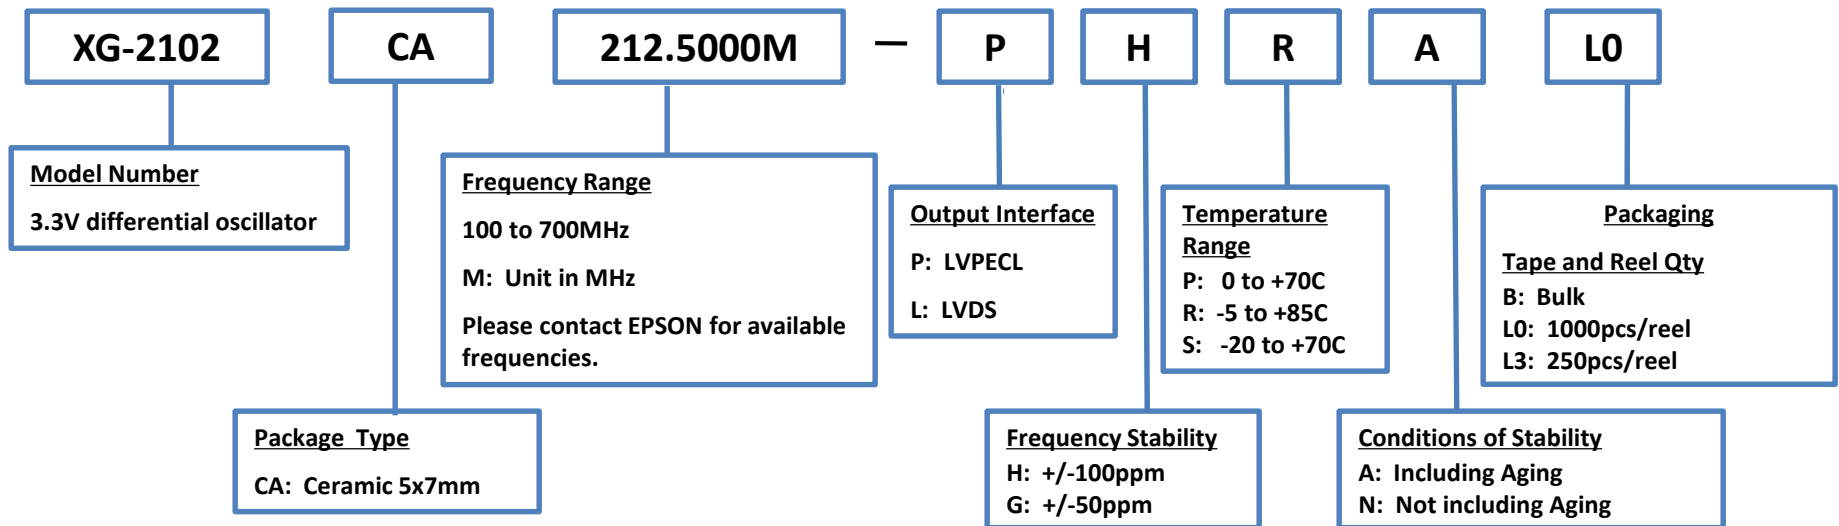 XG-2102 CA 212.5000M — P H R A L0
Model Number
3.3V differential oscillator
Frequency Range
100 to 700MHz
M: Unit in MHz
Please contact EPSON for available
frequencies.
Output Interface
P: LVPECL
L: LVDS
Temperature
Range
P: 0 to +70C
R: -5 to +85C
S: -20 to +70C
Packaging
Tape and Reel Qty
B: Bulk
L0: 1000pcs/reel
L3: 250pcs/reel
Package Type
CA: Ceramic 5x7mm
Frequency Stability
H: +/-100ppm
G: +/-50ppm
Conditions of Stability
A: Including Aging
N: Not including Aging